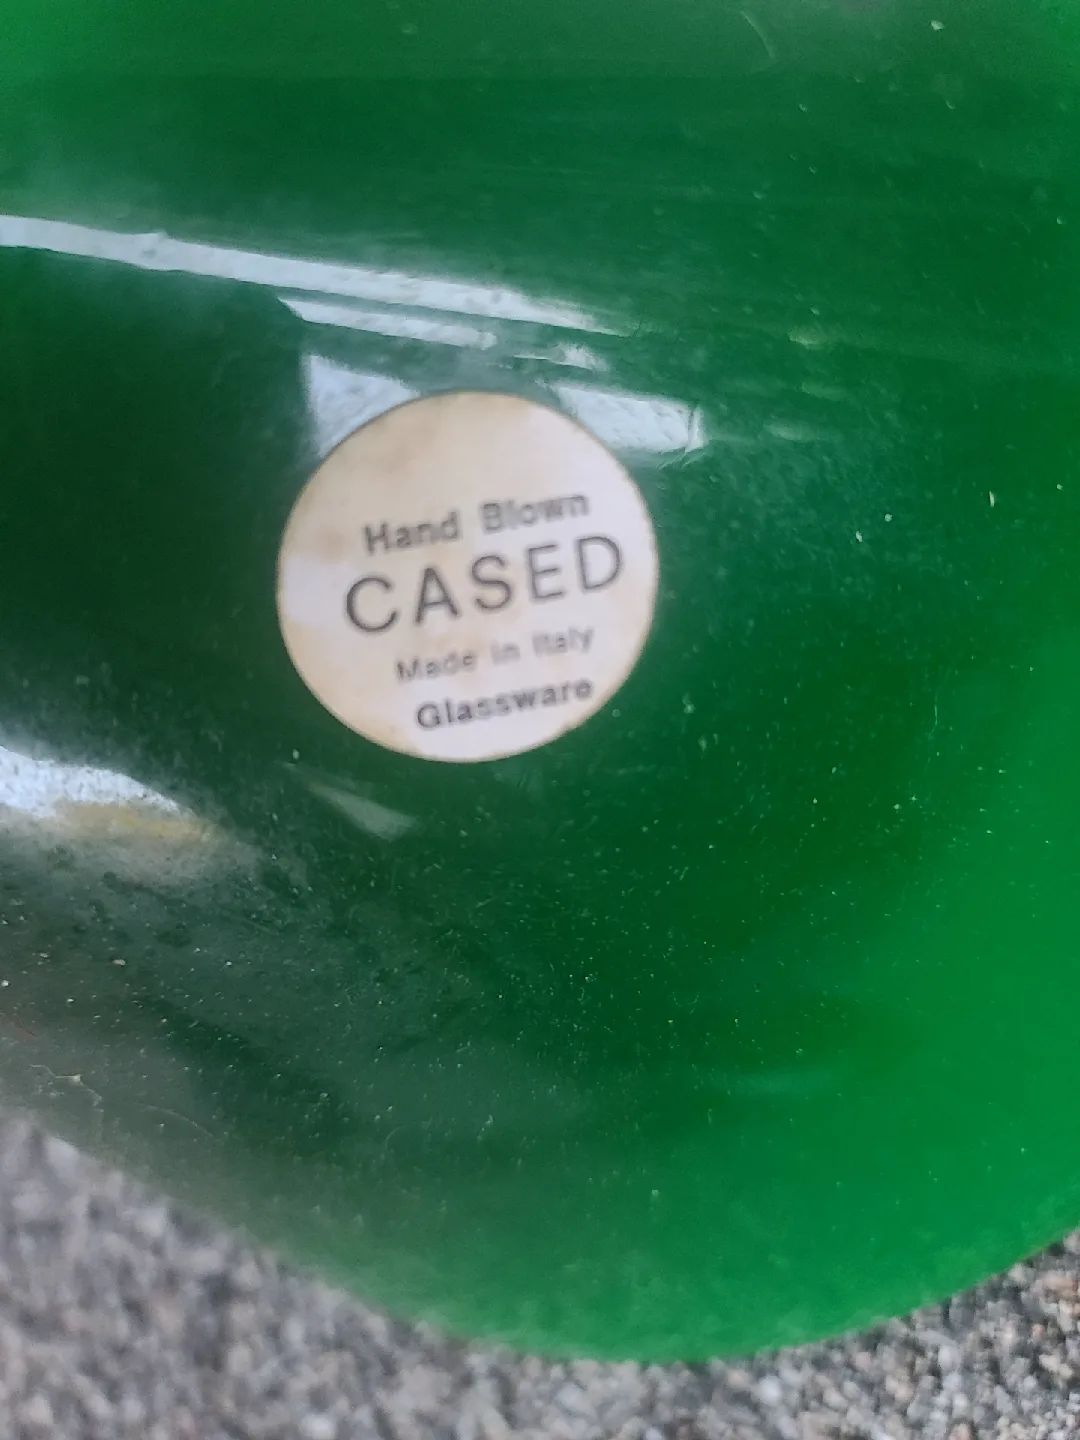 Hand Blown
CASED
Made in Italy
Glassware